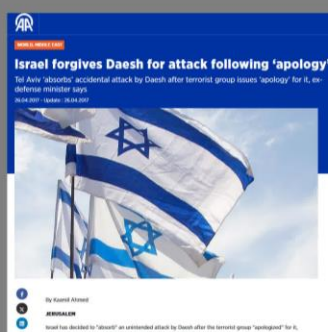 AA
WORLD, MIDDLE EAST
Israel forgives Daesh for attack following ‘apology’
Tel Aviv ‘absorbs’ accidental attack by Daesh after terrorist group issues ‘apology’ for it, ex-
defense minister says
26.04.2017 - Update : 26.04.2017
By Kaamil Ahmed
JERUSALEM
Israel has decided to “absorb” an unintended attack by Daesh after the terrorist group “apologized” for it,